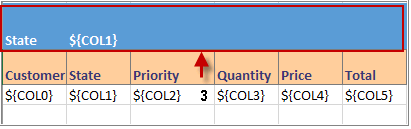 State ${COL1}
Customer State Priority Quantity Price Total
${COL0} ${COL1} ${COL2} 3 ${COL3} ${COL4} ${COL5}